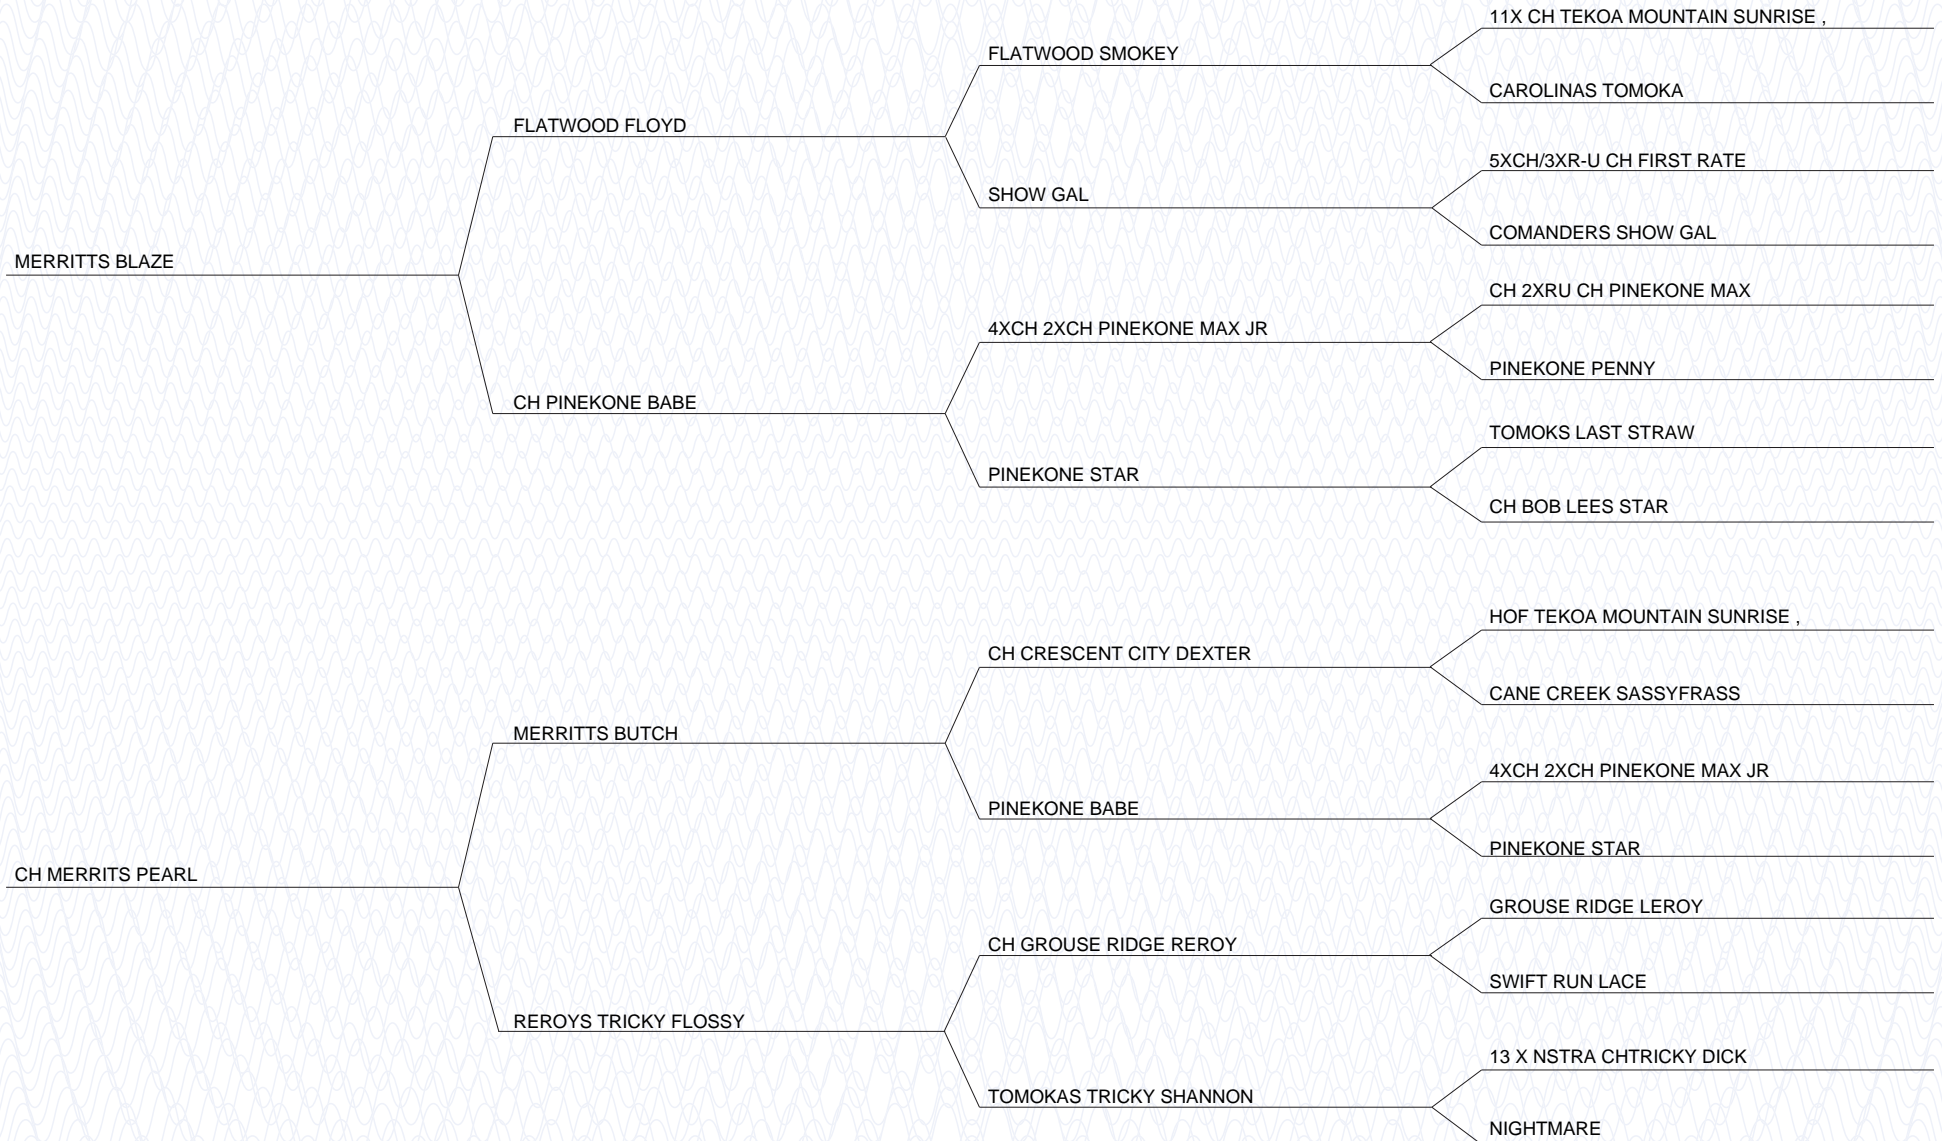 11X CH TEKOA MOUNTAIN SUNRISE ,
FLATWOOD SMOKEY
CAROLINAS TOMOKA
FLATWOOD FLOYD
5XCH/3XR-U CH FIRST RATE
SHOW GAL
COMANDERS SHOW GAL
MERRITTS BLAZE
CH 2XRU CH PINEKONE MAX
4XCH 2XCH PINEKONE MAX JR
PINEKONE PENNY
CH PINEKONE BABE
TOMOKS LAST STRAW
PINEKONE STAR
CH BOB LEES STAR
HOF TEKOA MOUNTAIN SUNRISE ,
CH CRESCENT CITY DEXTER
CANE CREEK SASSYFRASS
MERRITTS BUTCH
4XCH 2XCH PINEKONE MAX JR
PINEKONE BABE
PINEKONE STAR
CH MERRITS PEARL
GROUSE RIDGE LEROY
CH GROUSE RIDGE REROY
SWIFT RUN LACE
REROYS TRICKY FLOSSY
13 X NSTRA CHTRICKY DICK
TOMOKAS TRICKY SHANNON
NIGHTMARE